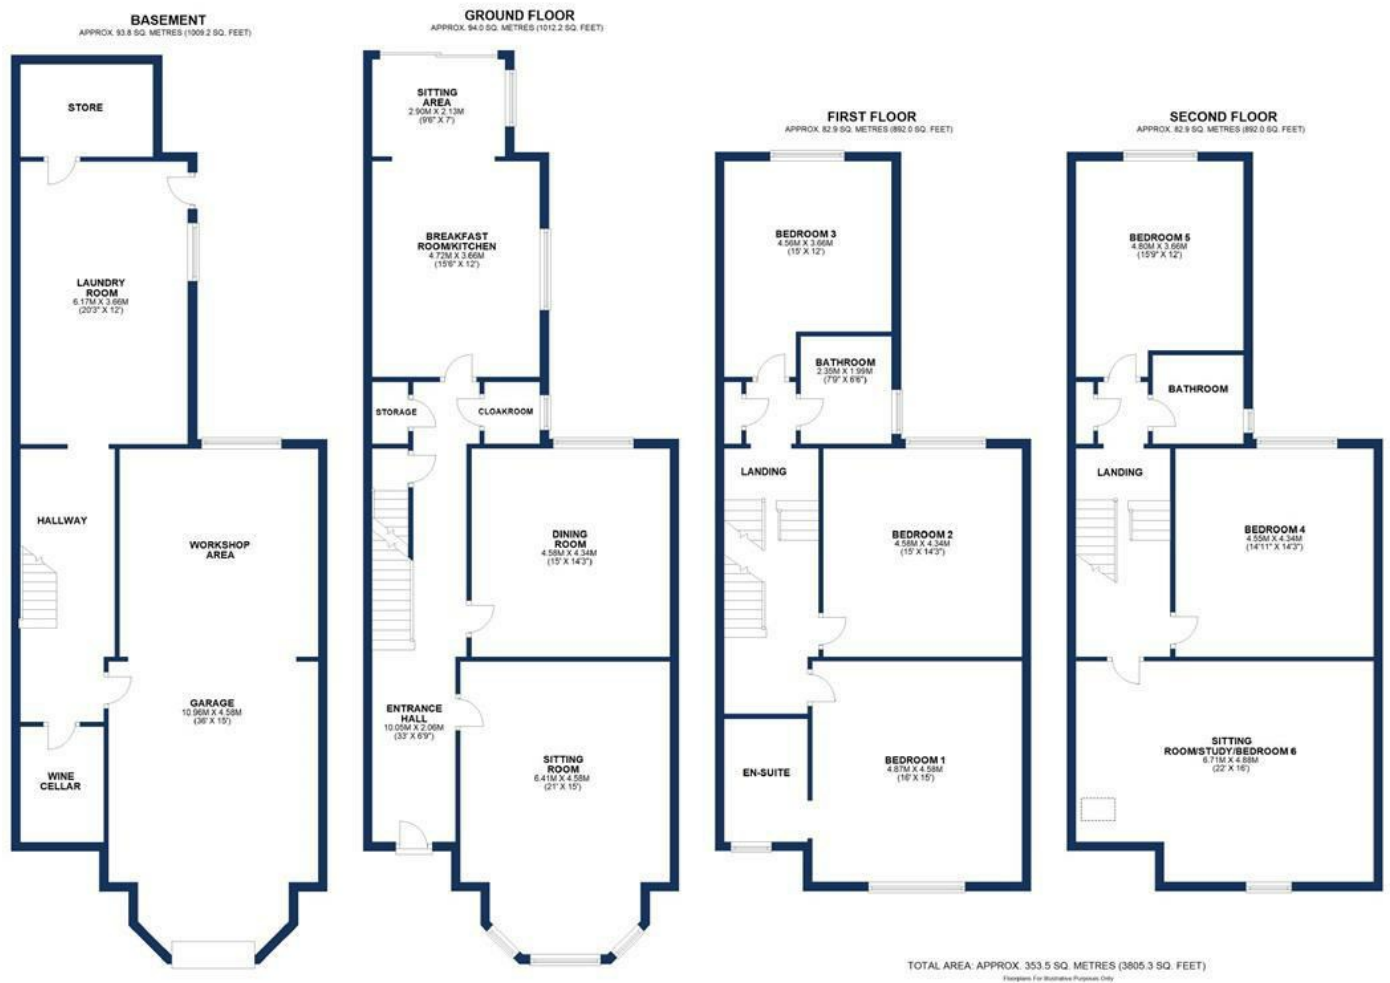 BASEMENT
APPROX. 93.8 SQ. METRES (1009.2 SQ. FEET)
STORE
LAUNDRY
ROOM
6.17M X 3.66M
(20'3" X 12')
HALLWAY
WORKSHOP
AREA
GARAGE
10.96M X 4.58M
(36' X 15')
WINE
CELLAR
GROUND FLOOR
APPROX. 94.0 SQ. METRES (1012.2 SQ. FEET)
SITTING
AREA
2.90M X 2.13M
(9'6" X 7')
BREAKFAST
ROOM/KITCHEN
4.72M X 3.66M
(15'6" X 12')
STORAGE
CLOAKROOM
DINING
ROOM
4.58M X 4.34M
(15' X 14'3")
ENTRANCE
HALL
10.05M X 2.06M
(33' X 6'9")
SITTING
ROOM
6.41M X 4.58M
(21' X 15')
FIRST FLOOR
APPROX. 82.9 SQ. METRES (892.0 SQ. FEET)
BEDROOM 3
4.56M X 3.66M
(15' X 12')
BATHROOM
2.35M X 1.99M
(7'9" X 6'6")
LANDING
BEDROOM 2
4.58M X 4.34M
(15' X 14'3")
EN-SUITE
BEDROOM 1
4.87M X 4.58M
(16' X 15')
SECOND FLOOR
APPROX. 82.9 SQ. METRES (892.0 SQ. FEET)
BEDROOM 5
4.80M X 3.66M
(15'9" X 12')
BATHROOM
LANDING
BEDROOM 4
4.55M X 4.34M
(14'11" X 14'3")
SITTING
ROOM/STUDY/BEDROOM 6
6.71M X 4.88M
(22' X 16')
TOTAL AREA: APPROX. 353.5 SQ. METRES (3805.3 SQ. FEET)
Floorplans For Illustrative Purposes Only